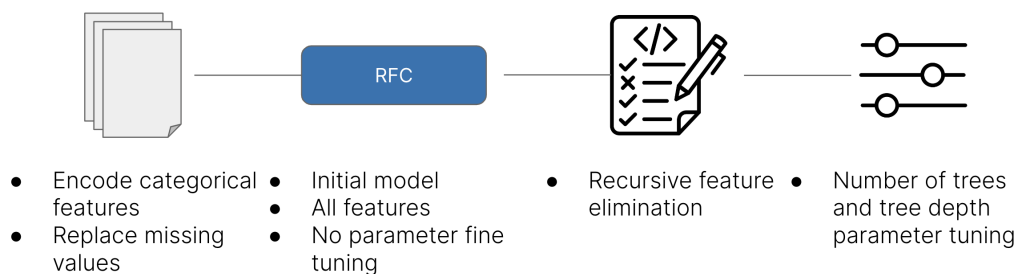 RFC
</>
● Encode categorical
features
● Replace missing
values
● Initial model
● All features
● No parameter fine
tuning
● Recursive feature
elimination
● Number of trees
and tree depth
parameter tuning